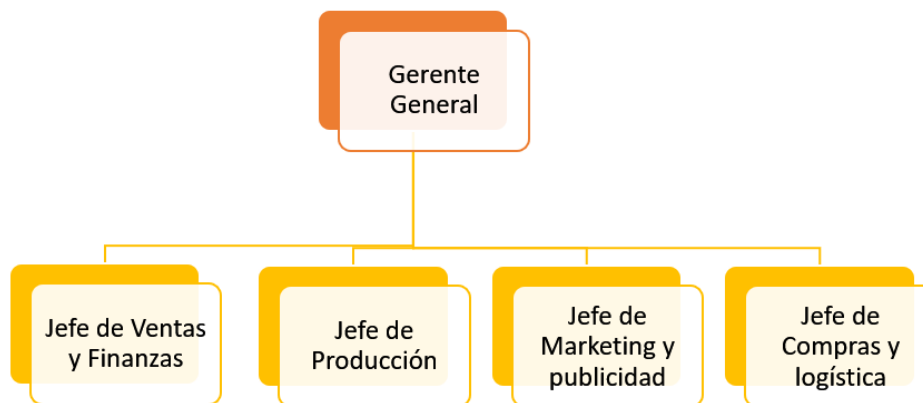 Gerente
General
Jefe de Ventas
y Finanzas
Jefe de
Producción
Jefe de
Marketing y
publicidad
Jefe de
Compras y
logística